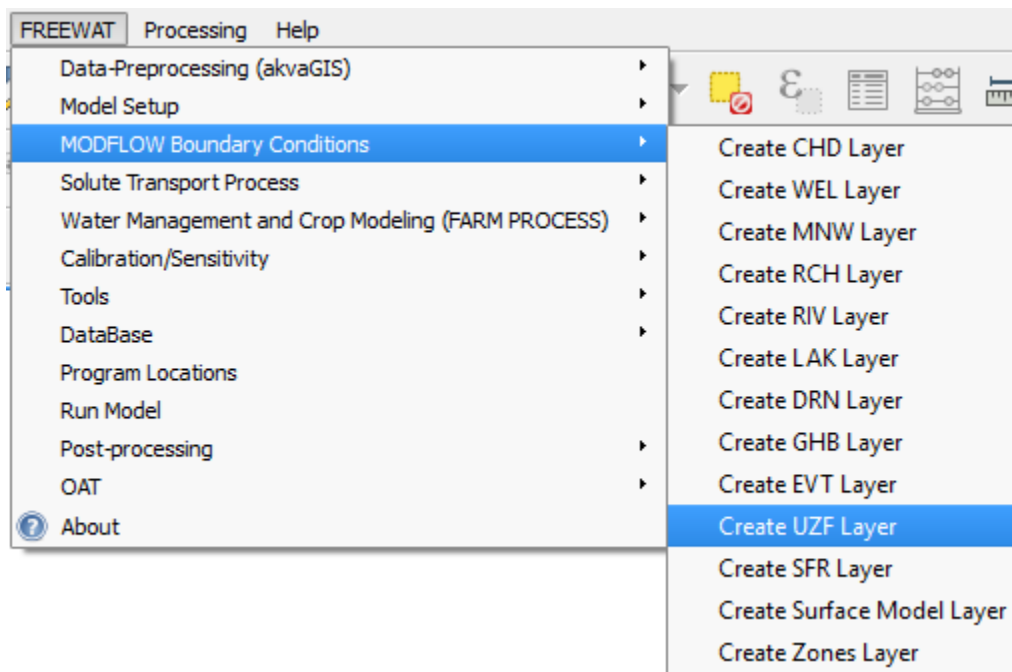 FREEWAT Processing Help
Data-Preprocessing (akvaGIS)
Model Setup
MODFLOW Boundary Conditions
Solute Transport Process
Water Management and Crop Modeling (FARM PROCESS)
Calibration/Sensitivity
Tools
DataBase
Program Locations
Run Model
Post-processing
OAT
About
Create CHD Layer
Create WEL Layer
Create MNW Layer
Create RCH Layer
Create RIV Layer
Create LAK Layer
Create DRN Layer
Create GHB Layer
Create EVT Layer
Create UZF Layer
Create SFR Layer
Create Surface Model Layer
Create Zones Layer